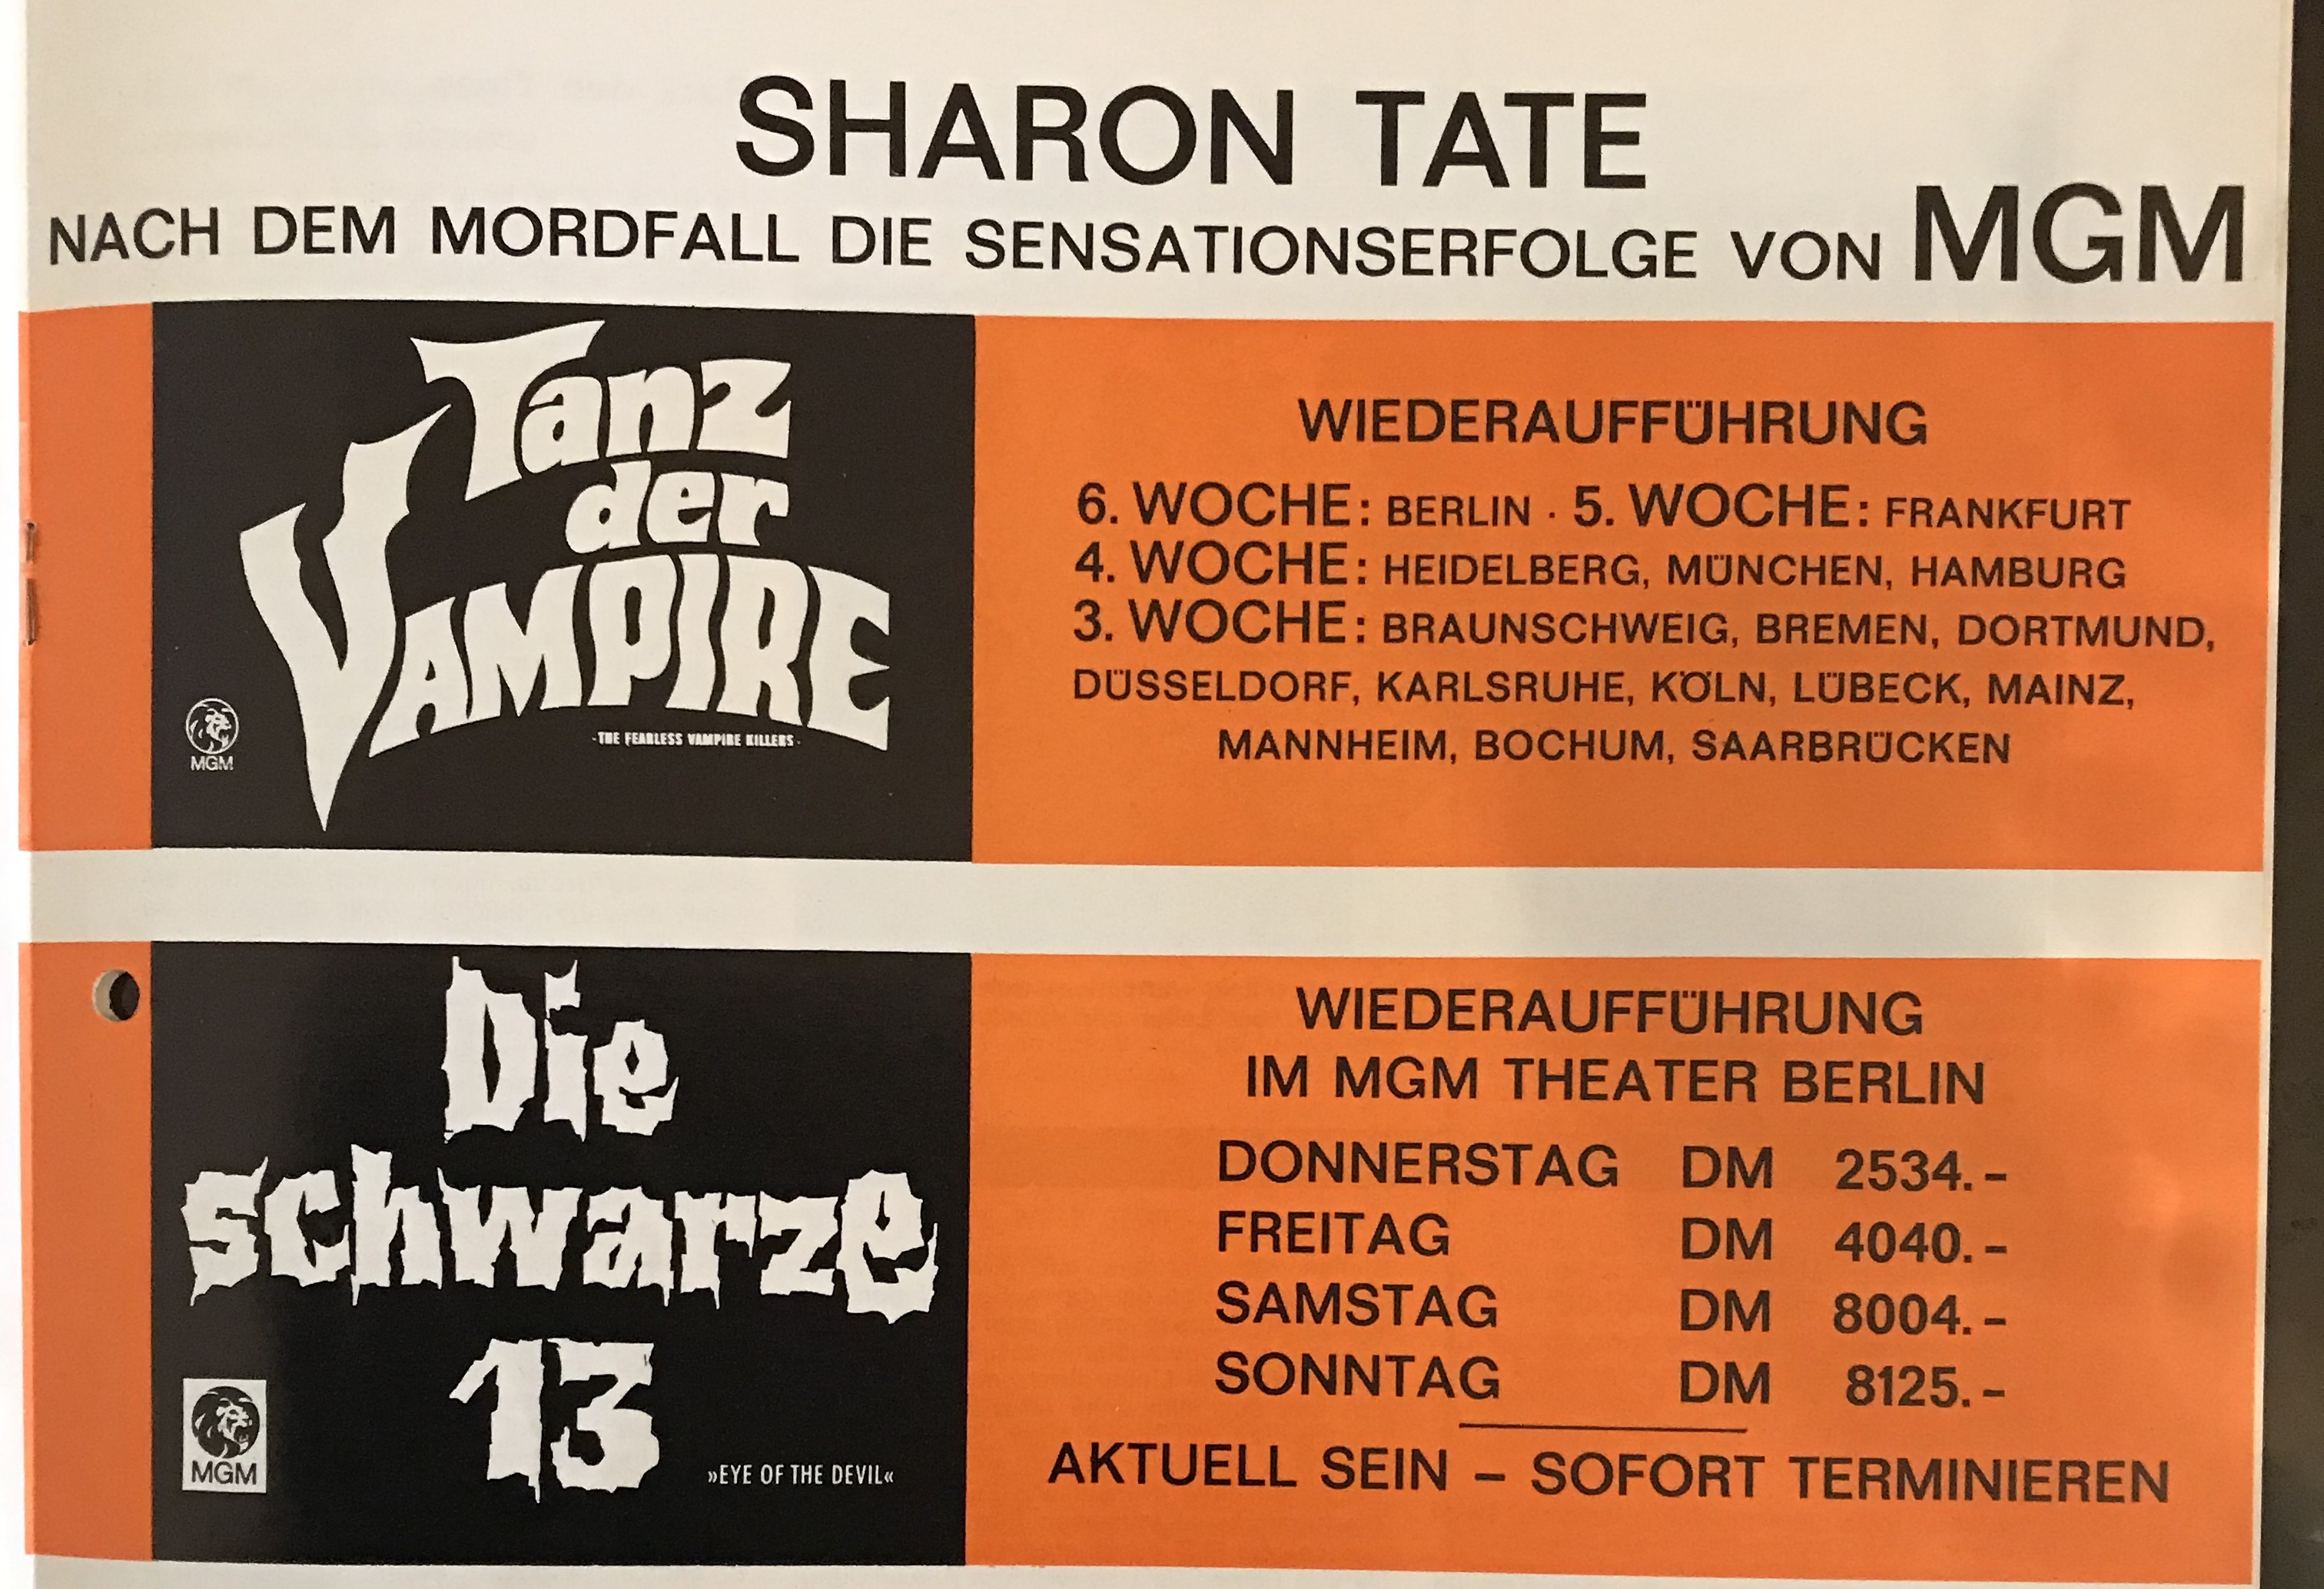 SHARON TATE
NACH DEM MORDFALL DIE SENSATIONSERFOLGE VON MGM
Tanz
der
VAMPIRE
-THE FEARLESS VAMPIRE KILLERS-
MGM
WIEDERAUFFÜHRUNG
6. WOCHE: BERLIN · 5. WOCHE: FRANKFURT
4. WOCHE: HEIDELBERG, MÜNCHEN, HAMBURG
3. WOCHE: BRAUNSCHWEIG, BREMEN, DORTMUND,
DÜSSELDORF, KARLSRUHE, KÖLN, LÜBECK, MAINZ,
MANNHEIM, BOCHUM, SAARBRÜCKEN
Die
schwarze
13
MGM
»EYE OF THE DEVIL«
WIEDERAUFFÜHRUNG
IM MGM THEATER BERLIN
DONNERSTAG DM 2534.-
FREITAG DM 4040.-
SAMSTAG DM 8004.-
SONNTAG DM 8125.-
AKTUELL SEIN – SOFORT TERMINIEREN